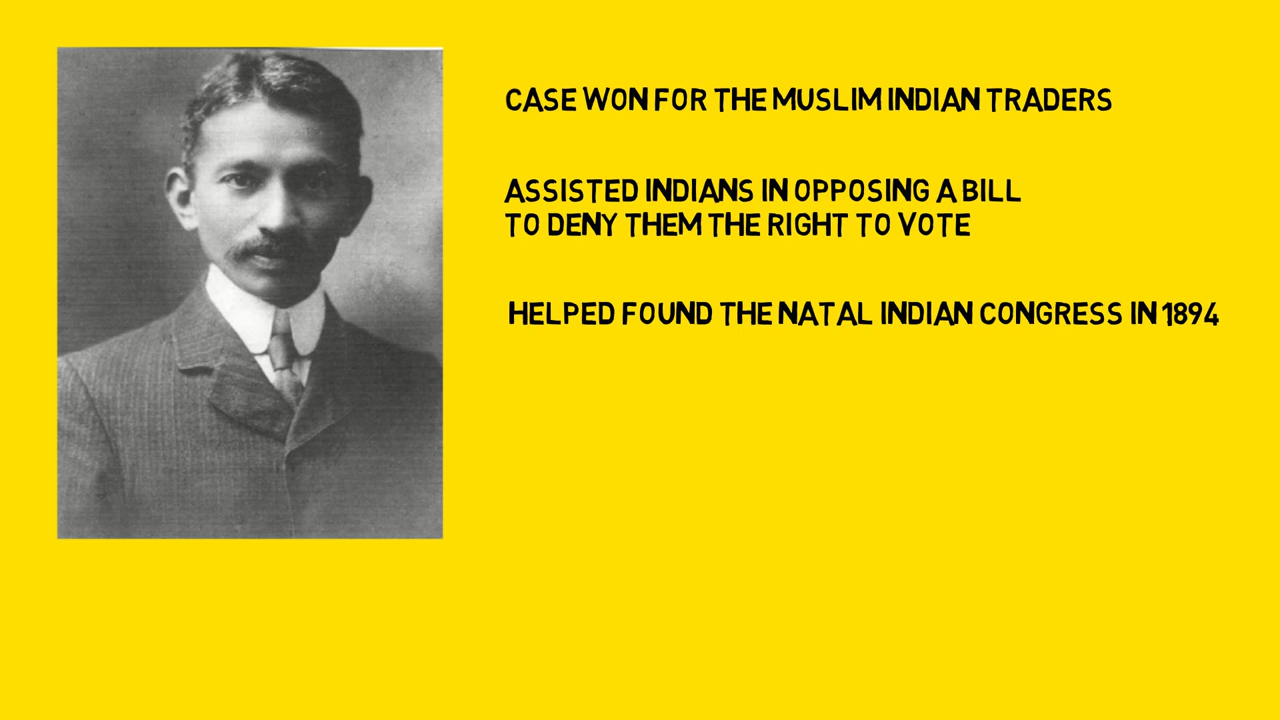 CASE WON FOR THE MUSLIM INDIAN TRADERS
ASSISTED INDIANS IN OPPOSING A BILL
TO DENY THEM THE RIGHT TO VOTE
HELPED FOUND THE NATAL INDIAN CONGRESS IN 1894